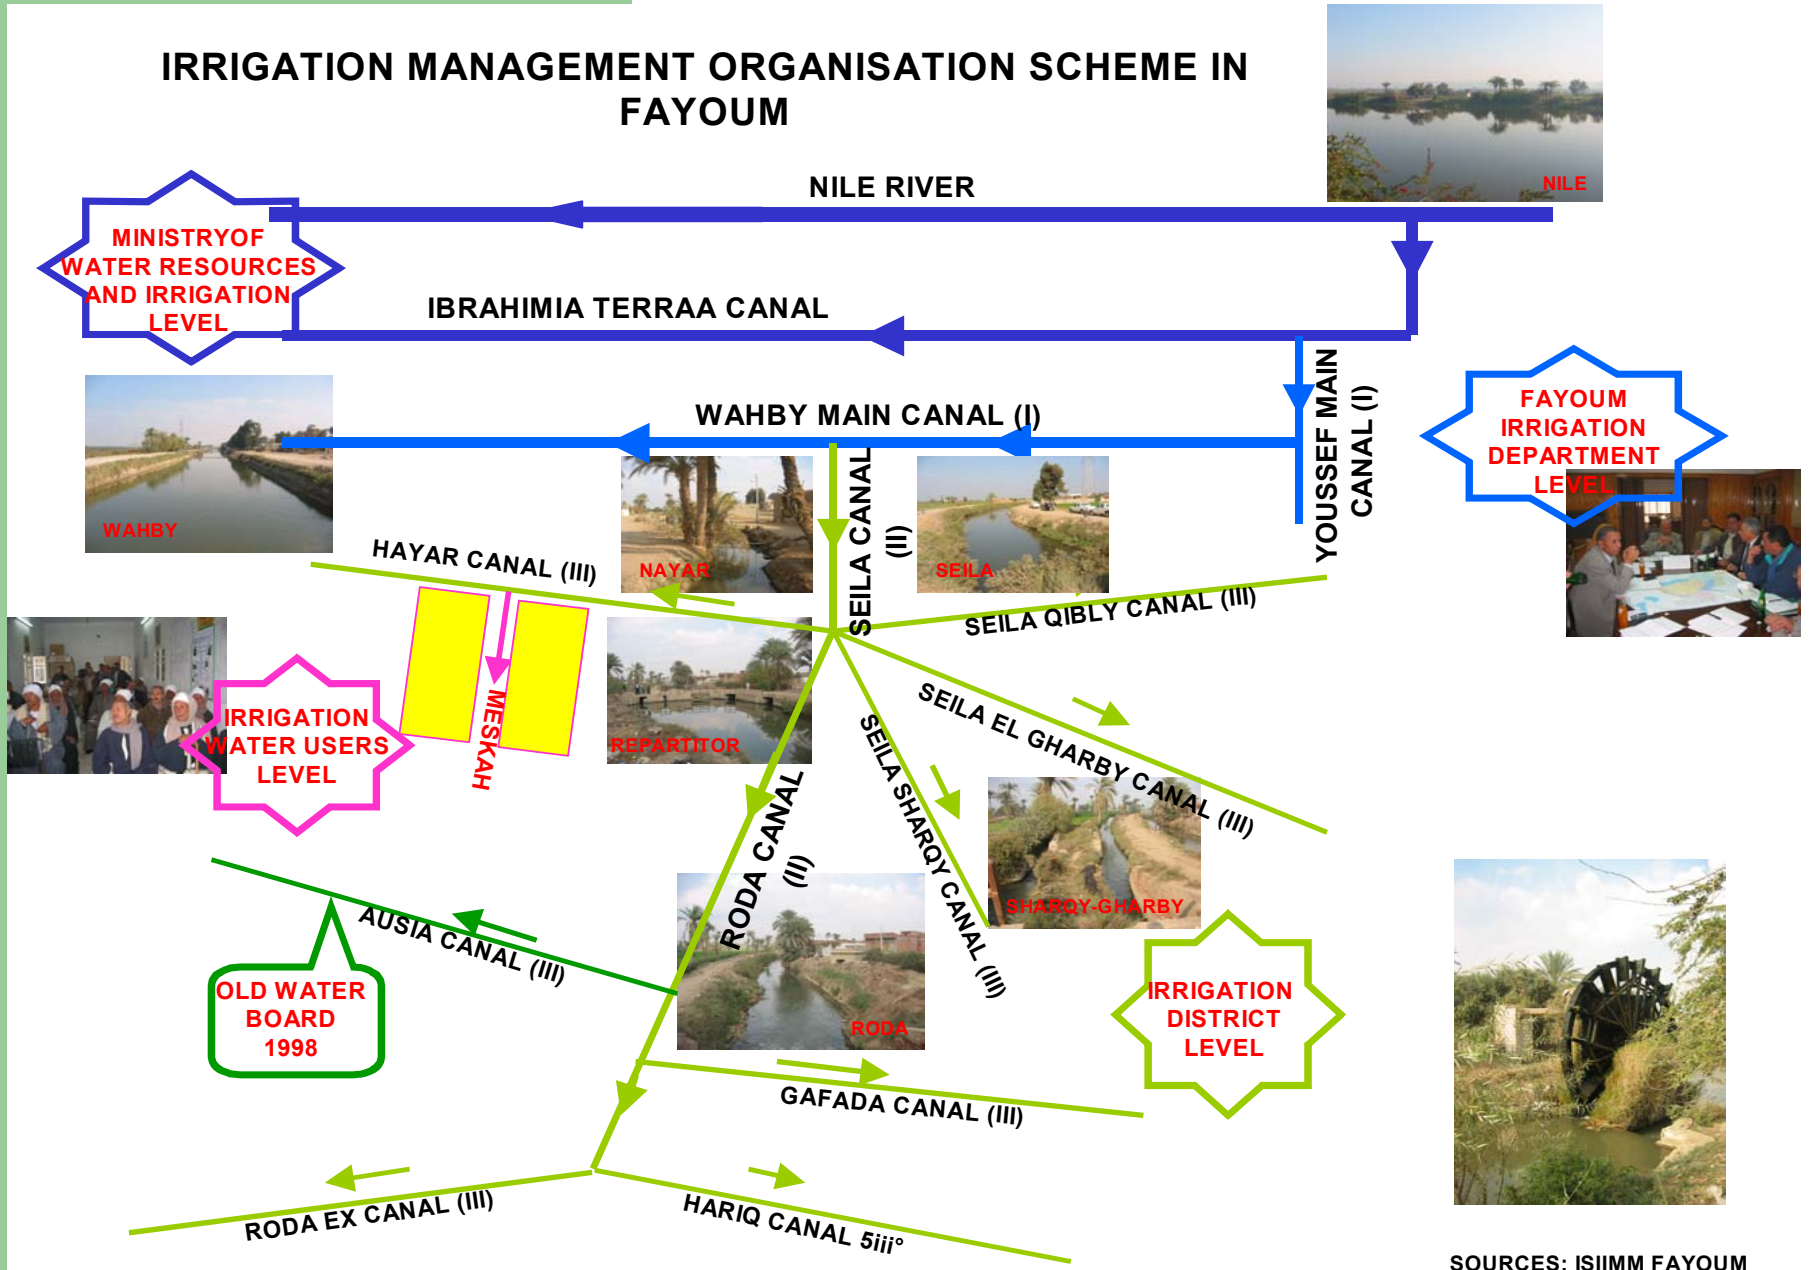 IRRIGATION MANAGEMENT ORGANISATION SCHEME IN
FAYOUM
NILE
NILE RIVER
MINISTRYOF
WATER RESOURCES
AND IRRIGATION
LEVEL
IBRAHIMIA TERRAA CANAL
YOUSSEF MAIN
CANAL (I)
FAYOUM
IRRIGATION
DEPARTMENT
LEVEL
WAHBY MAIN CANAL (I)
WAHBY
SEILA CANAL
(II)
HAYAR CANAL (III)
NAYAR
SEILA
SEILA QIBLY CANAL (III)
IRRIGATION
WATER USERS
LEVEL
MESKAH
REPARTITOR
SEILA EL GHARBY CANAL (III)
SEILA SHARQY CANAL (III)
RODA CANAL
(II)
SHARQY-GHARBY
AUSIA CANAL (III)
OLD WATER
BOARD
1998
RODA
IRRIGATION
DISTRICT
LEVEL
GAFADA CANAL (III)
RODA EX CANAL (III)
HARIQ CANAL 5iii°
SOURCES: ISIIMM FAYOUM